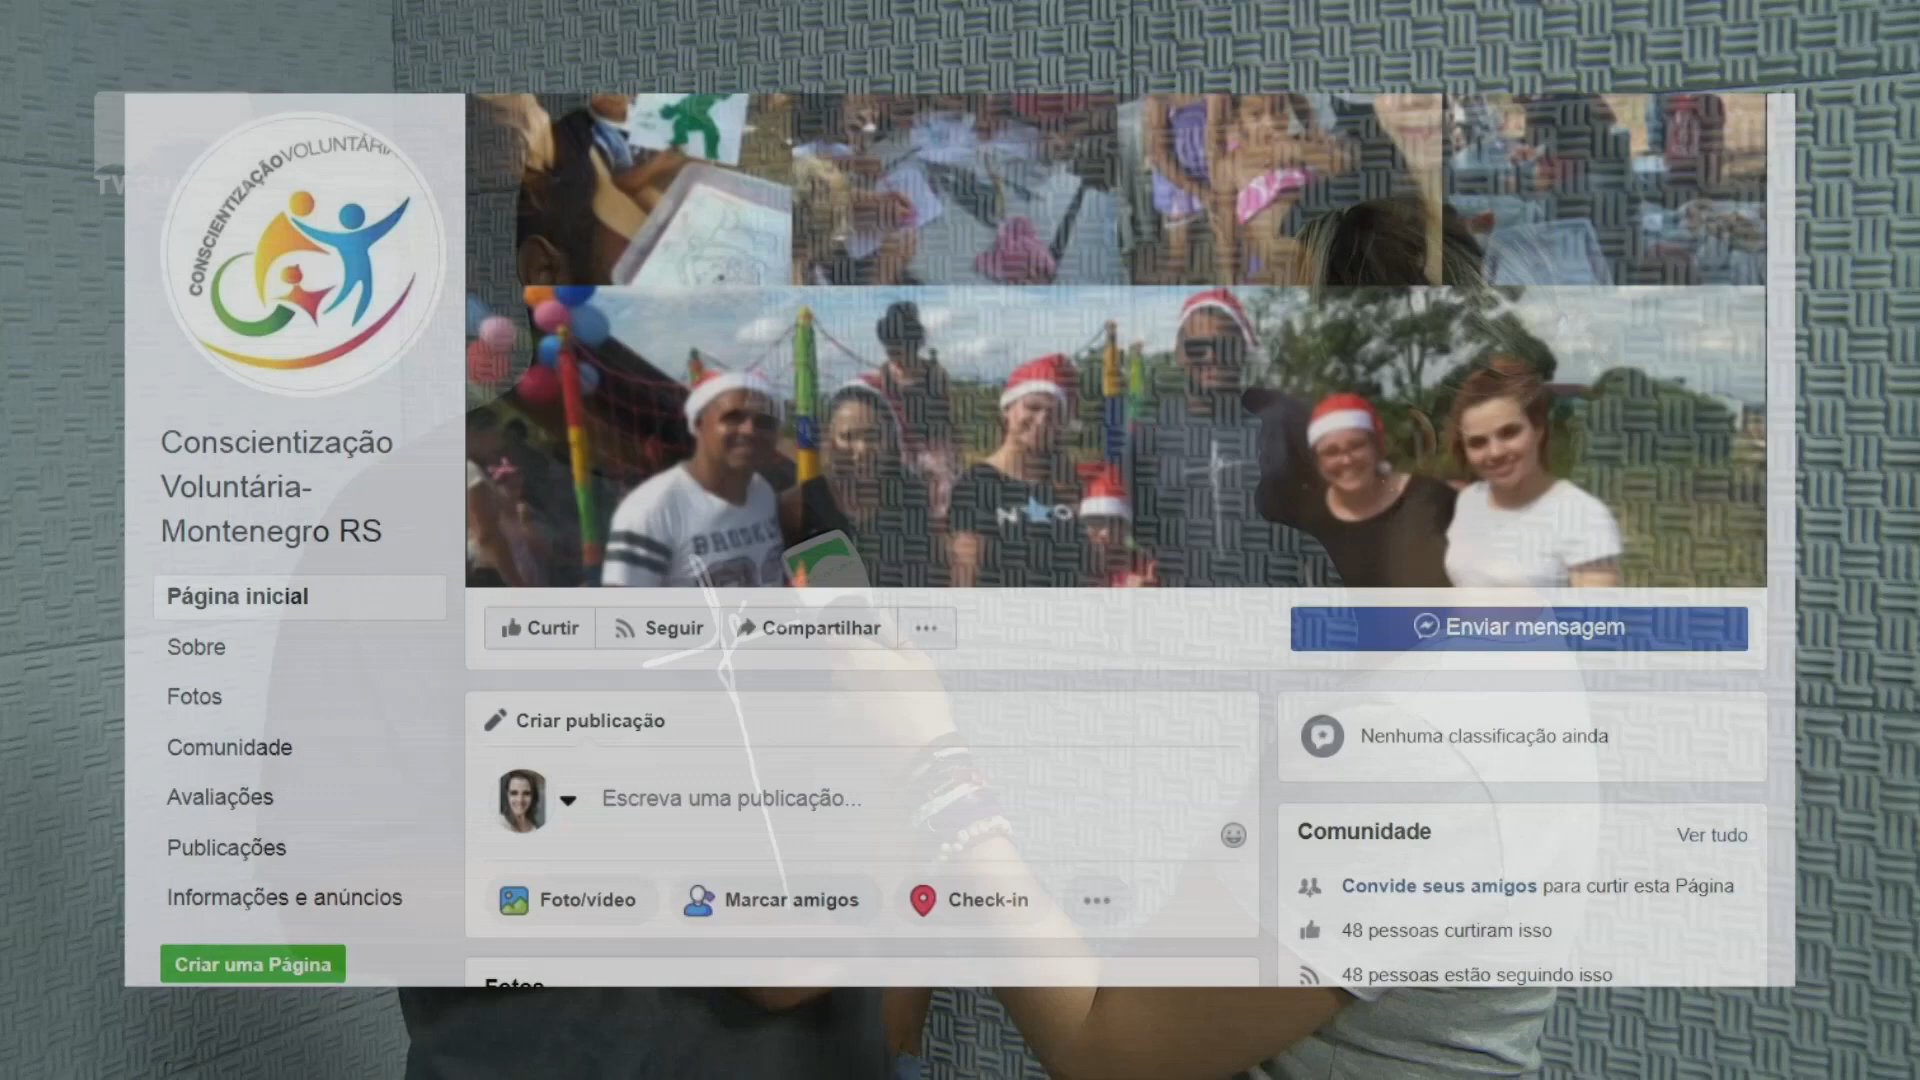 CONSCIENTIZAÇÃO VOLUNTÁRIA
Conscientização
Voluntária-
Montenegro RS
Página inicial
Sobre
Fotos
Comunidade
Avaliações
Publicações
Informações e anúncios
Criar uma Página
BROOKLYN
Curtir
Seguir
Compartilhar
Enviar mensagem
Criar publicação
Escreva uma publicação...
Foto/vídeo
Marcar amigos
Check-in
Fotos
Nenhuma classificação ainda
Comunidade
Ver tudo
Convide seus amigos para curtir esta Página
48 pessoas curtiram isso
48 pessoas estão seguindo isso